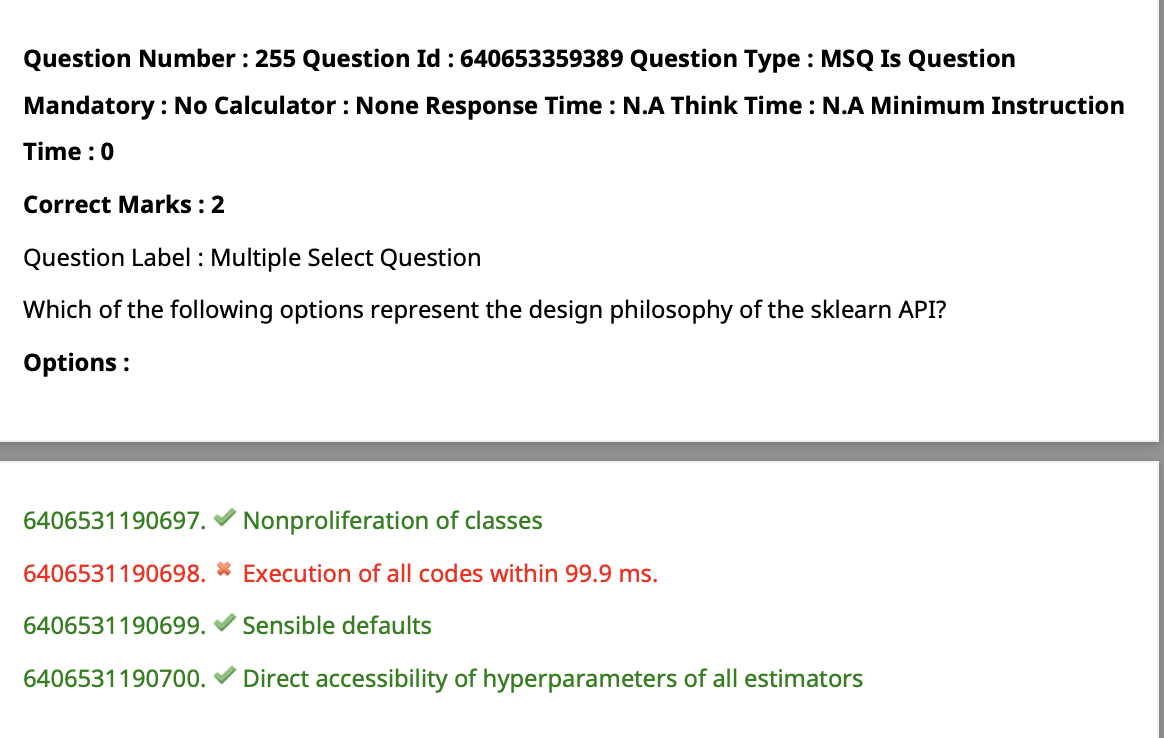 Question Number : 255 Question Id : 640653359389 Question Type : MSQ Is Question
Mandatory : No Calculator : None Response Time : N.A Think Time : N.A Minimum Instruction
Time : 0
Correct Marks : 2
Question Label : Multiple Select Question
Which of the following options represent the design philosophy of the sklearn API?
Options :
6406531190697. ✔ Nonproliferation of classes
6406531190698. ✖ Execution of all codes within 99.9 ms.
6406531190699. ✔ Sensible defaults
6406531190700. ✔ Direct accessibility of hyperparameters of all estimators